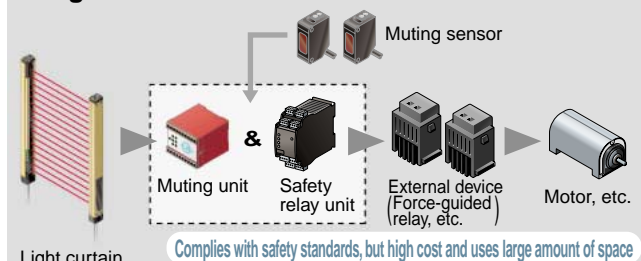 Muting sensor
&
Muting unit
Safety
relay unit
External device
(Force-guided
relay, etc.)
Motor, etc.
Light curtain
Complies with safety standards, but high cost and uses large amount of space